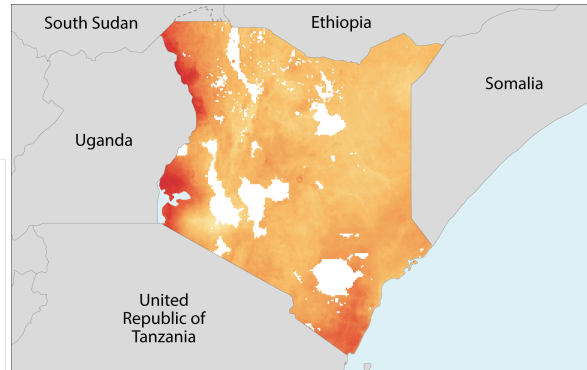 South Sudan
Ethiopia
Somalia
Uganda
United
Republic of
Tanzania